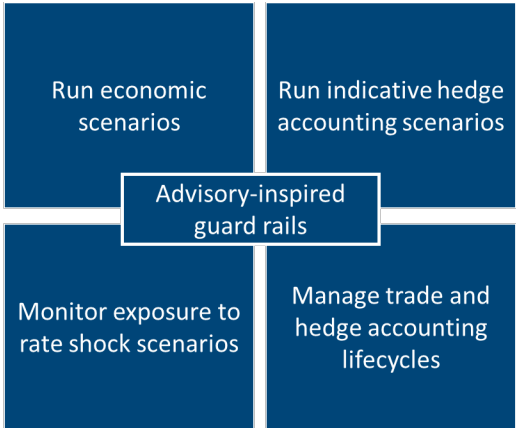 Run economic
scenarios
Run indicative hedge
accounting scenarios
Advisory-inspired
guard rails
Monitor exposure to
rate shock scenarios
Manage trade and
hedge accounting
lifecycles